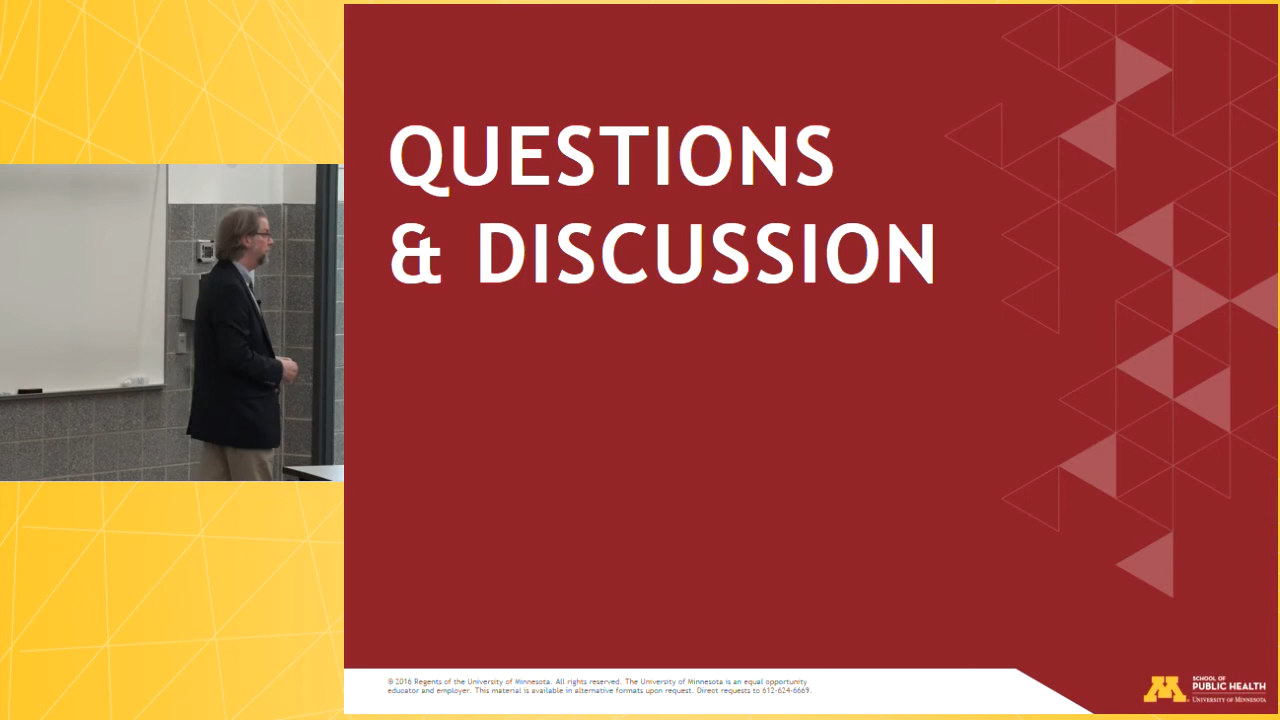 QUESTIONS
& DISCUSSION
© 2016 Regents of the University of Minnesota. All rights reserved. The University of Minnesota is an equal opportunity
educator and employer. This material is available in alternative formats upon request. Direct requests to 612-624-6669.
SCHOOL OF
PUBLIC HEALTH
UNIVERSITY OF MINNESOTA